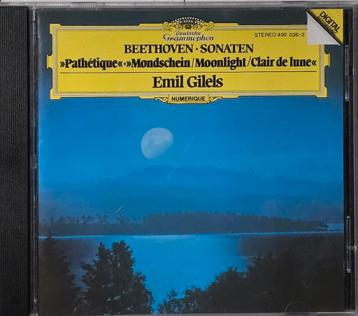 Deutsche
Grammophon
STEREO 400 036-2
DIGITAL
BEETHOVEN · SONATEN
»Pathétique«·»Mondschein/Moonlight/Clair de lune«
Emil Gilels
NUMERIQUE